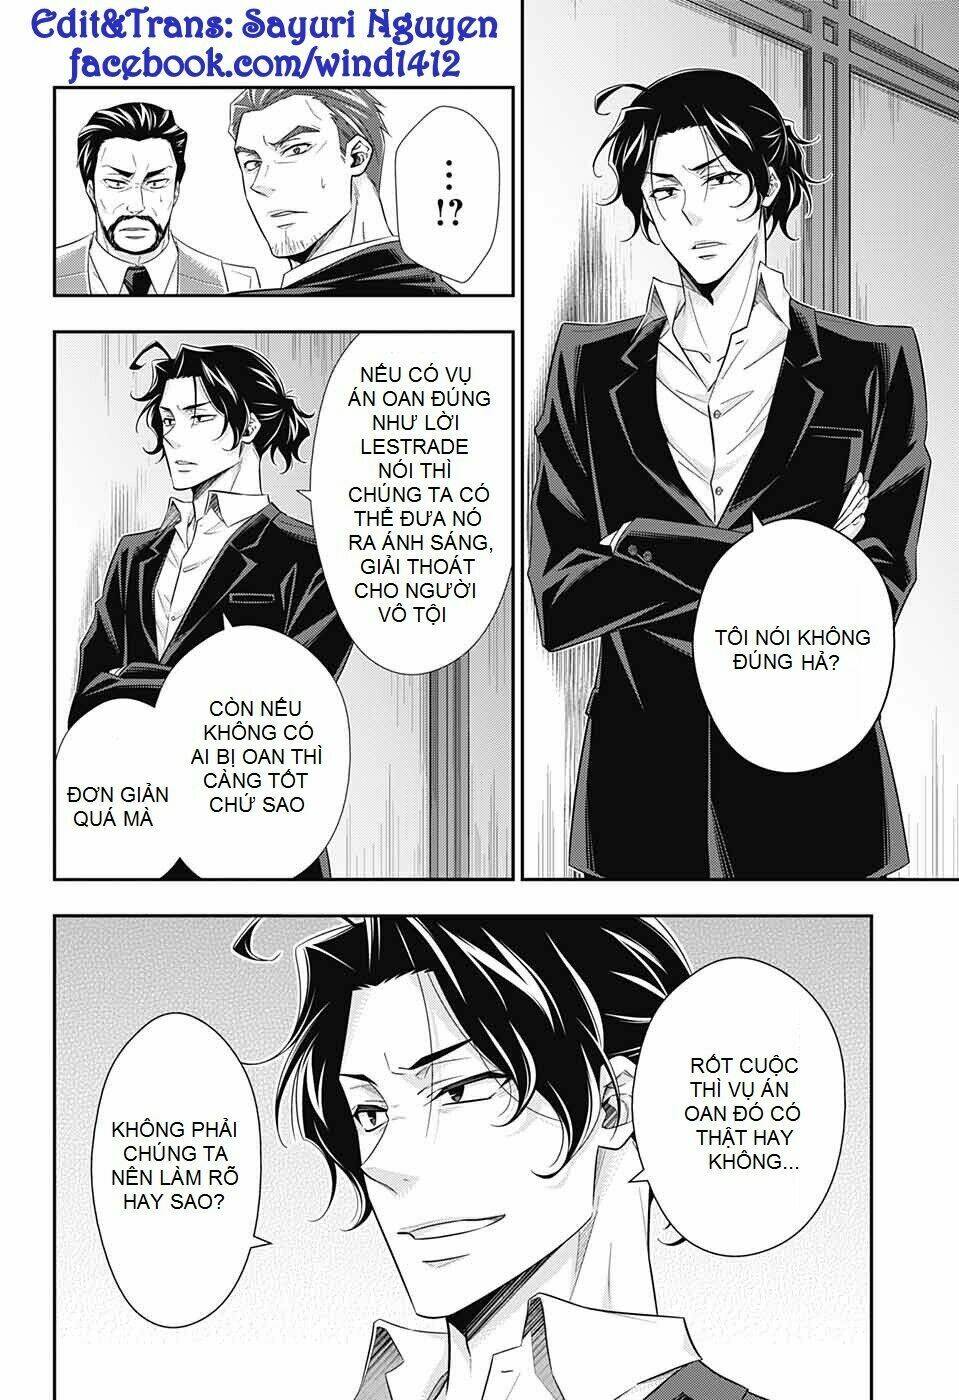 Edit&Trans: Sayuri Nguyen
facebook.com/wind1412
TÔI NÓI KHÔNG
ĐÚNG HẢ?
...
!?
NẾU CÓ VỤ
ÁN OAN ĐÚNG
NHƯ LỜI
LESTRADE
NÓI THÌ
CHÚNG TA CÓ
THỂ ĐƯA NÓ
RA ÁNH SÁNG,
GIẢI THOÁT
CHO NGƯỜI
VÔ TỘI
CÒN NẾU
KHÔNG CÓ
AI BỊ OAN THÌ
CÀNG TỐT
CHỨ SAO
ĐƠN GIẢN
QUÁ MÀ
RỐT CUỘC
THÌ VỤ ÁN
OAN ĐÓ CÓ
THẬT HAY
KHÔNG...
KHÔNG PHẢI
CHÚNG TA
NÊN LÀM RÕ
HAY SAO?